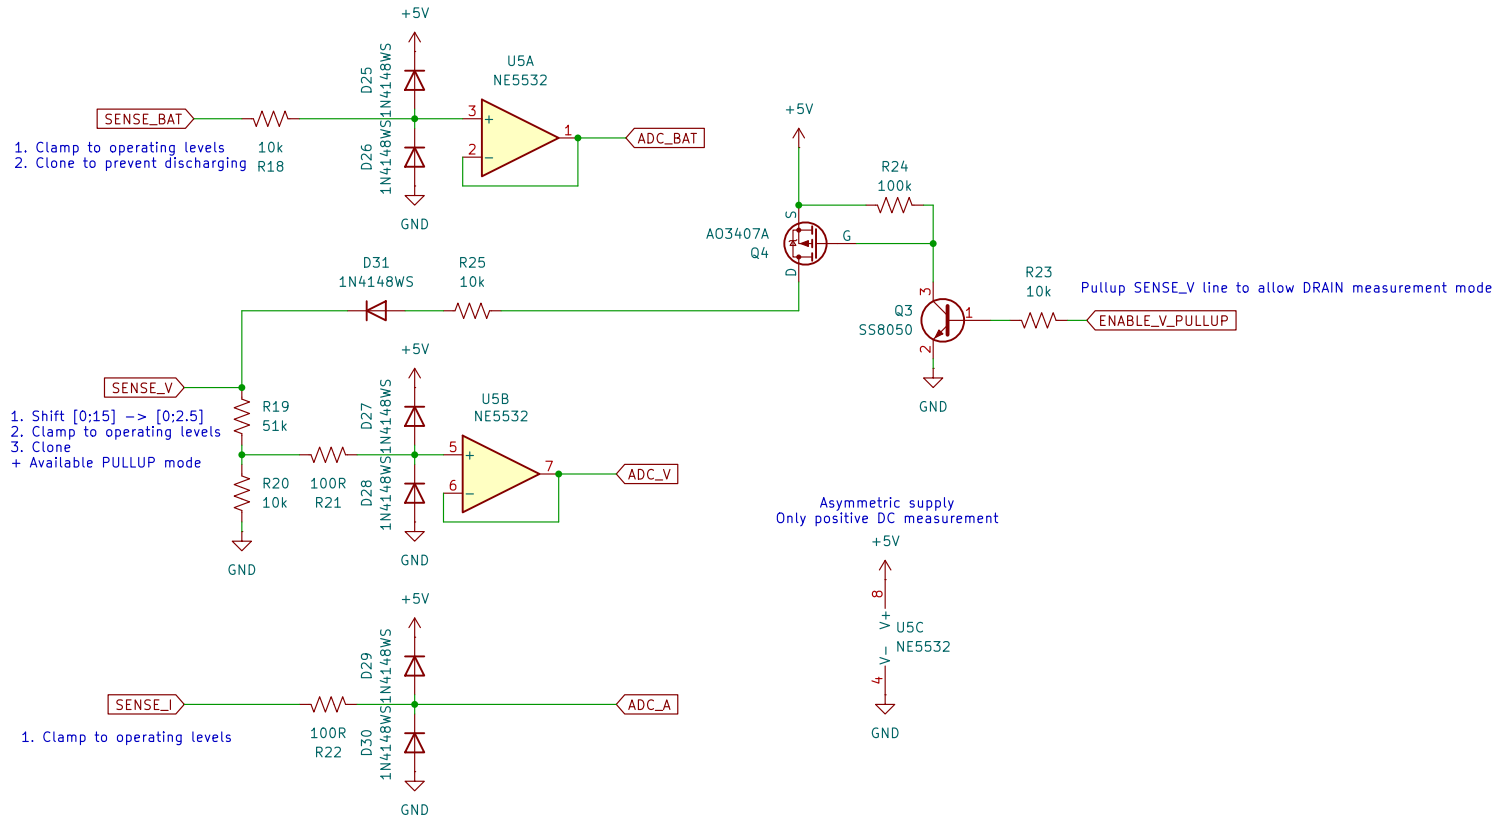 +5V
D25
1N4148WS
U5A
NE5532
SENSE_BAT
3
+
1
ADC_BAT
2
-
10k
R18
1. Clamp to operating levels
2. Clone to prevent discharging
D26
1N4148WS
GND
+5V
R24
100k
S
AO3407A
Q4
G
D
D31
1N4148WS
R25
10k
R23
10k
Pullup SENSE_V line to allow DRAIN measurement mode
3
Q3
SS8050
1
ENABLE_V_PULLUP
2
GND
+5V
SENSE_V
D27
1N4148WS
U5B
NE5532
1. Shift [0;15] -> [0;2.5]
2. Clamp to operating levels
3. Clone
+ Available PULLUP mode
R19
51k
5
+
7
ADC_V
6
-
R20
10k
100R
R21
D28
1N4148WS
GND
GND
Asymmetric supply
Only positive DC measurement
+5V
8
V+
U5C
NE5532
V-
4
GND
+5V
D29
1N4148WS
SENSE_I
ADC_A
100R
R22
1. Clamp to operating levels
D30
1N4148WS
GND